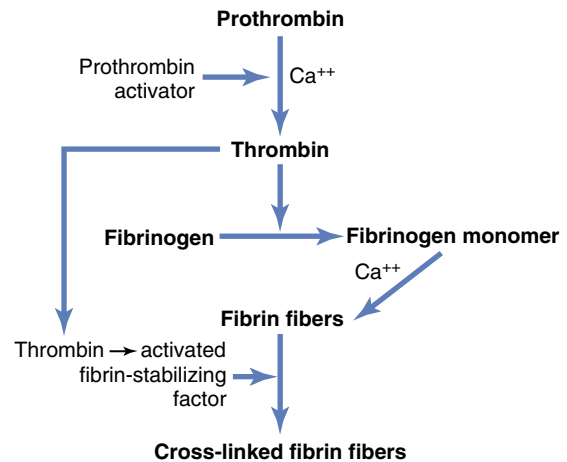 Prothrombin
Prothrombin
activator
Ca++
Thrombin
Fibrinogen
Fibrinogen monomer
Ca++
Fibrin fibers
Thrombin → activated
fibrin-stabilizing
factor
Cross-linked fibrin fibers